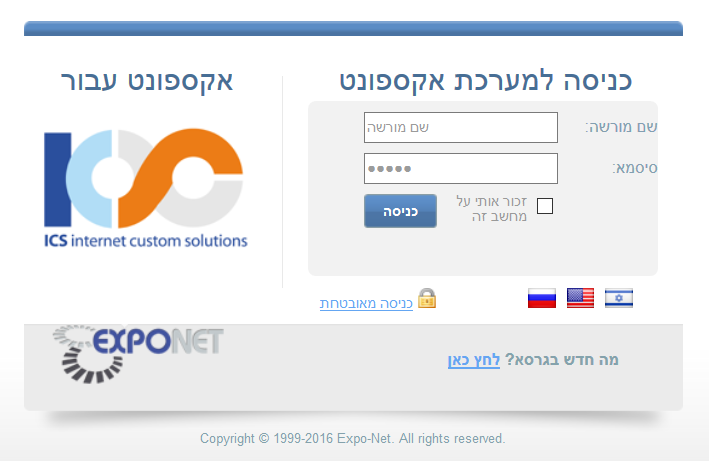 כניסה למערכת אקספונט
אקספונט עבור
שם מורשה:
שם מורשה
סיסמא:
●●●●●
זכור אותי על
מחשב זה
כניסה
ICS
ICS internet custom solutions
כניסה מאובטחת
EXPONET
מה חדש בגרסא? לחץ כאן
Copyright © 1999-2016 Expo-Net. All rights reserved.